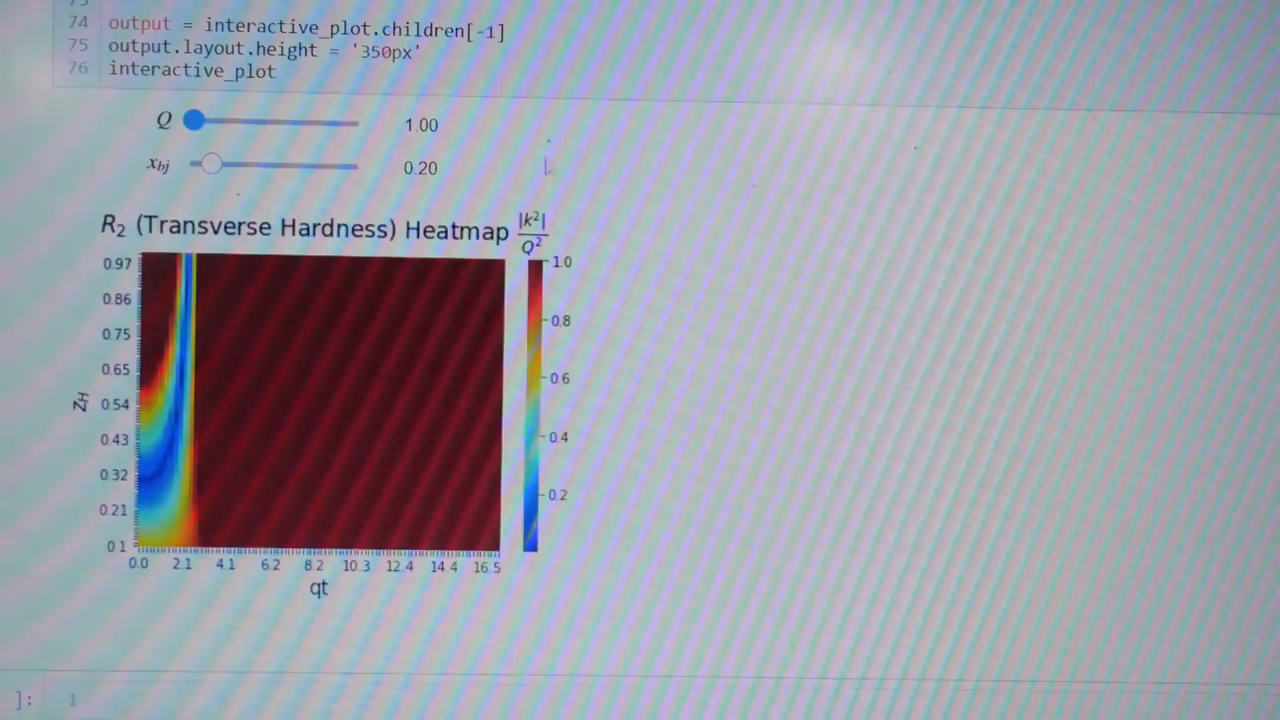 74 output = interactive_plot.children[-1]
75 output.layout.height = '350px'
76 interactive_plot
Q 1.00
x_bj 0.20
R₂ (Transverse Hardness) Heatmap |k²|/Q²
0.97
0.86
0.75
0.65
0.54
0.43
0.32
0.21
0.1
z_H
0.0 2.1 4.1 6.2 8.2 10.3 12.4 14.4 16.5
qt
1.0
0.8
0.6
0.4
0.2
]: 1